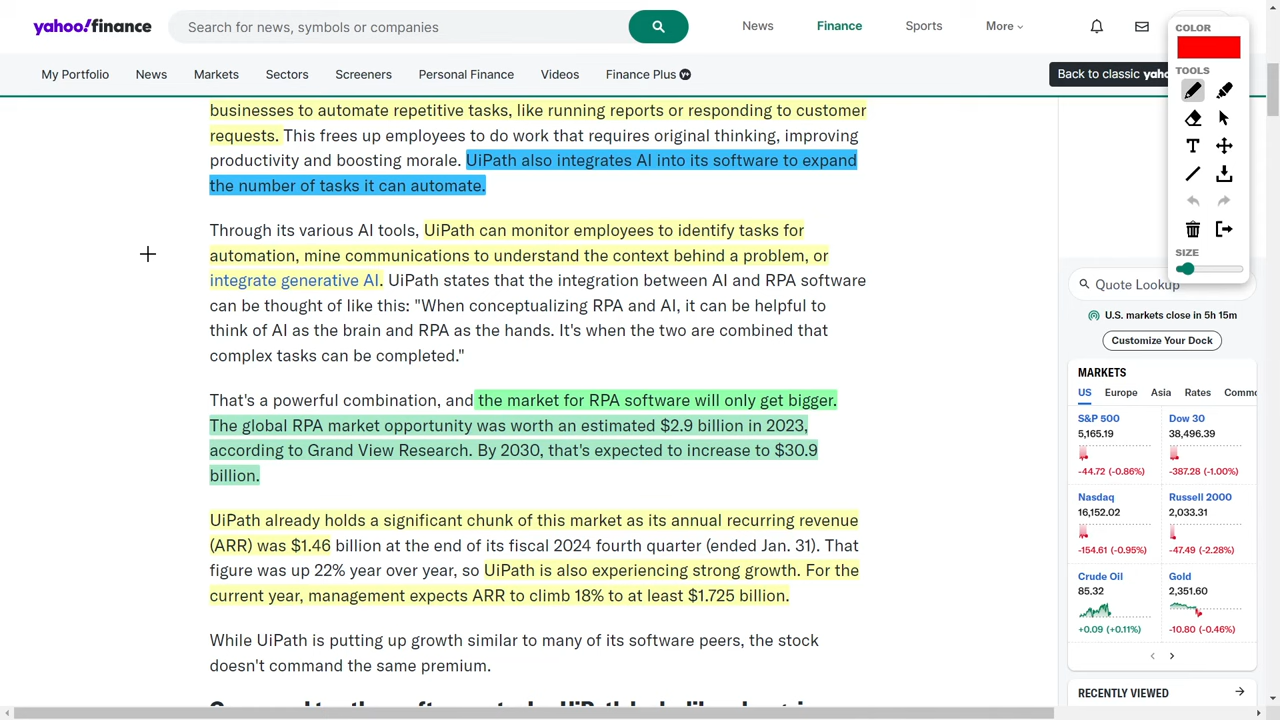 yahoo!finance
Search for news, symbols or companies
News
Finance
Sports
More
My Portfolio
News
Markets
Sectors
Screeners
Personal Finance
Videos
Finance Plus
Back to classic yaho
COLOR
TOOLS
SIZE
businesses to automate repetitive tasks, like running reports or responding to customer
requests. This frees up employees to do work that requires original thinking, improving
productivity and boosting morale. UiPath also integrates AI into its software to expand
the number of tasks it can automate.
Through its various AI tools, UiPath can monitor employees to identify tasks for
automation, mine communications to understand the context behind a problem, or
integrate generative AI. UiPath states that the integration between AI and RPA software
can be thought of like this: "When conceptualizing RPA and AI, it can be helpful to
think of AI as the brain and RPA as the hands. It's when the two are combined that
complex tasks can be completed."
That's a powerful combination, and the market for RPA software will only get bigger.
The global RPA market opportunity was worth an estimated $2.9 billion in 2023,
according to Grand View Research. By 2030, that's expected to increase to $30.9
billion.
UiPath already holds a significant chunk of this market as its annual recurring revenue
(ARR) was $1.46 billion at the end of its fiscal 2024 fourth quarter (ended Jan. 31). That
figure was up 22% year over year, so UiPath is also experiencing strong growth. For the
current year, management expects ARR to climb 18% to at least $1.725 billion.
While UiPath is putting up growth similar to many of its software peers, the stock
doesn't command the same premium.
Quote Lookup
U.S. markets close in 5h 15m
Customize Your Dock
MARKETS
US Europe Asia Rates Commo
S&P 500
5,165.19
-44.72 (-0.86%)
Dow 30
38,496.39
-387.28 (-1.00%)
Nasdaq
16,152.02
-154.61 (-0.95%)
Russell 2000
2,033.31
-47.49 (-2.28%)
Crude Oil
85.32
+0.09 (+0.11%)
Gold
2,351.60
-10.80 (-0.46%)
RECENTLY VIEWED